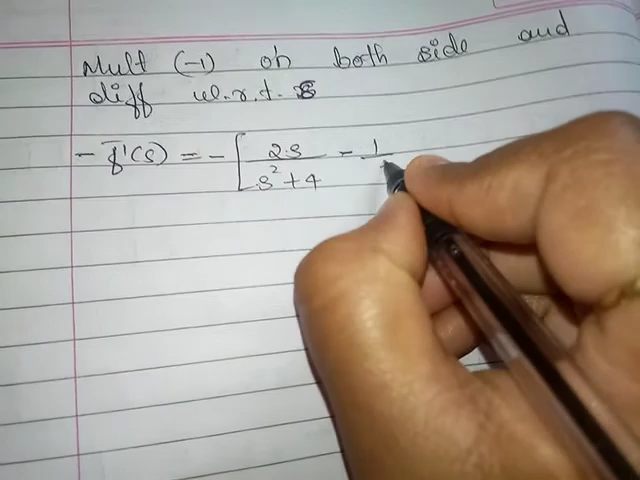 Mult (-1) on both side and
diff w.r.t. s
- f̄'(s) = - [ 2s / s² + 4 - 1 /